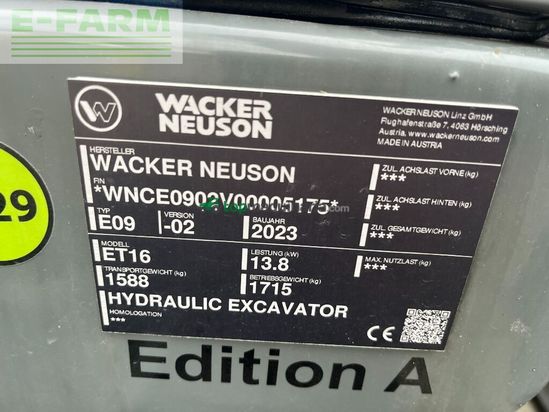 E-FARM
WACKER
NEUSON
WACKER NEUSON Linz GmbH
Flughafenstraße 7, 4063 Hörsching
Austria, www.wackerneuson.com
MADE IN AUSTRIA
HERSTELLER
WACKER NEUSON
FIN
*WNCE0902V00005175*
TYP
E09
VERSION
-02
BAUJAHR
2023
MODELL
ET16
LEISTUNG (kW)
13.8
TRANSPORTGEWICHT (kg)
1588
BETRIEBSGEWICHT (kg)
1715
HYDRAULIC EXCAVATOR
HOMOLOGATION
***
ZUL. ACHSLAST VORNE (kg)
***
ZUL. ACHSLAST HINTEN (kg)
***
ZUL. GESAMTGEWICHT (kg)
***
MAX. NUTZLAST (kg)
***
CE
29
Edition A